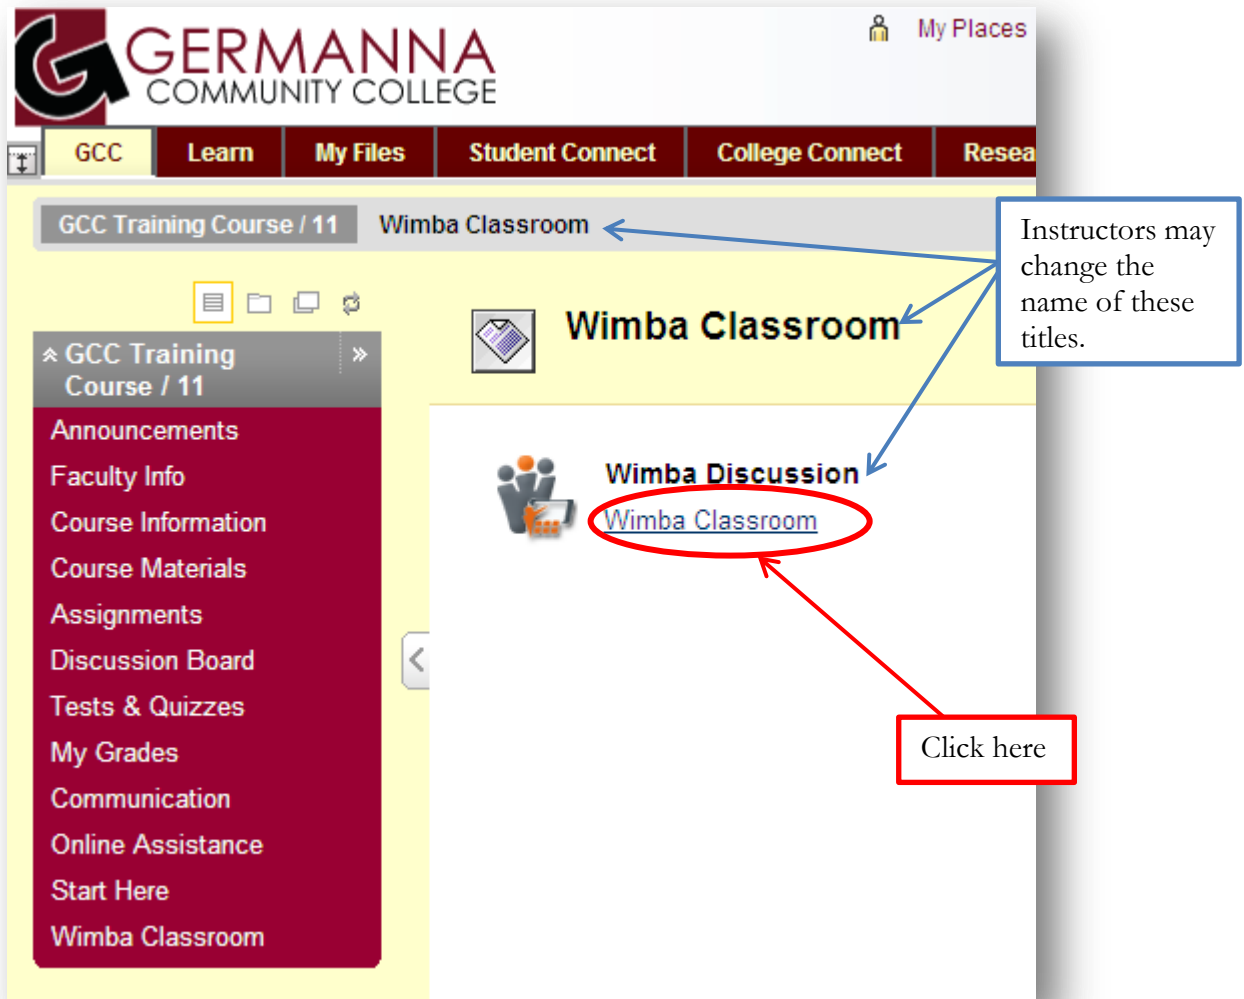 GERMANNA
COMMUNITY COLLEGE
My Places
GCC
Learn
My Files
Student Connect
College Connect
Resea
GCC Training Course / 11
Wimba Classroom
Instructors may
change the
name of these
titles.
GCC Training
Course / 11
Announcements
Faculty Info
Course Information
Course Materials
Assignments
Discussion Board
Tests & Quizzes
My Grades
Communication
Online Assistance
Start Here
Wimba Classroom
Wimba Classroom
Wimba Discussion
Wimba Classroom
Click here